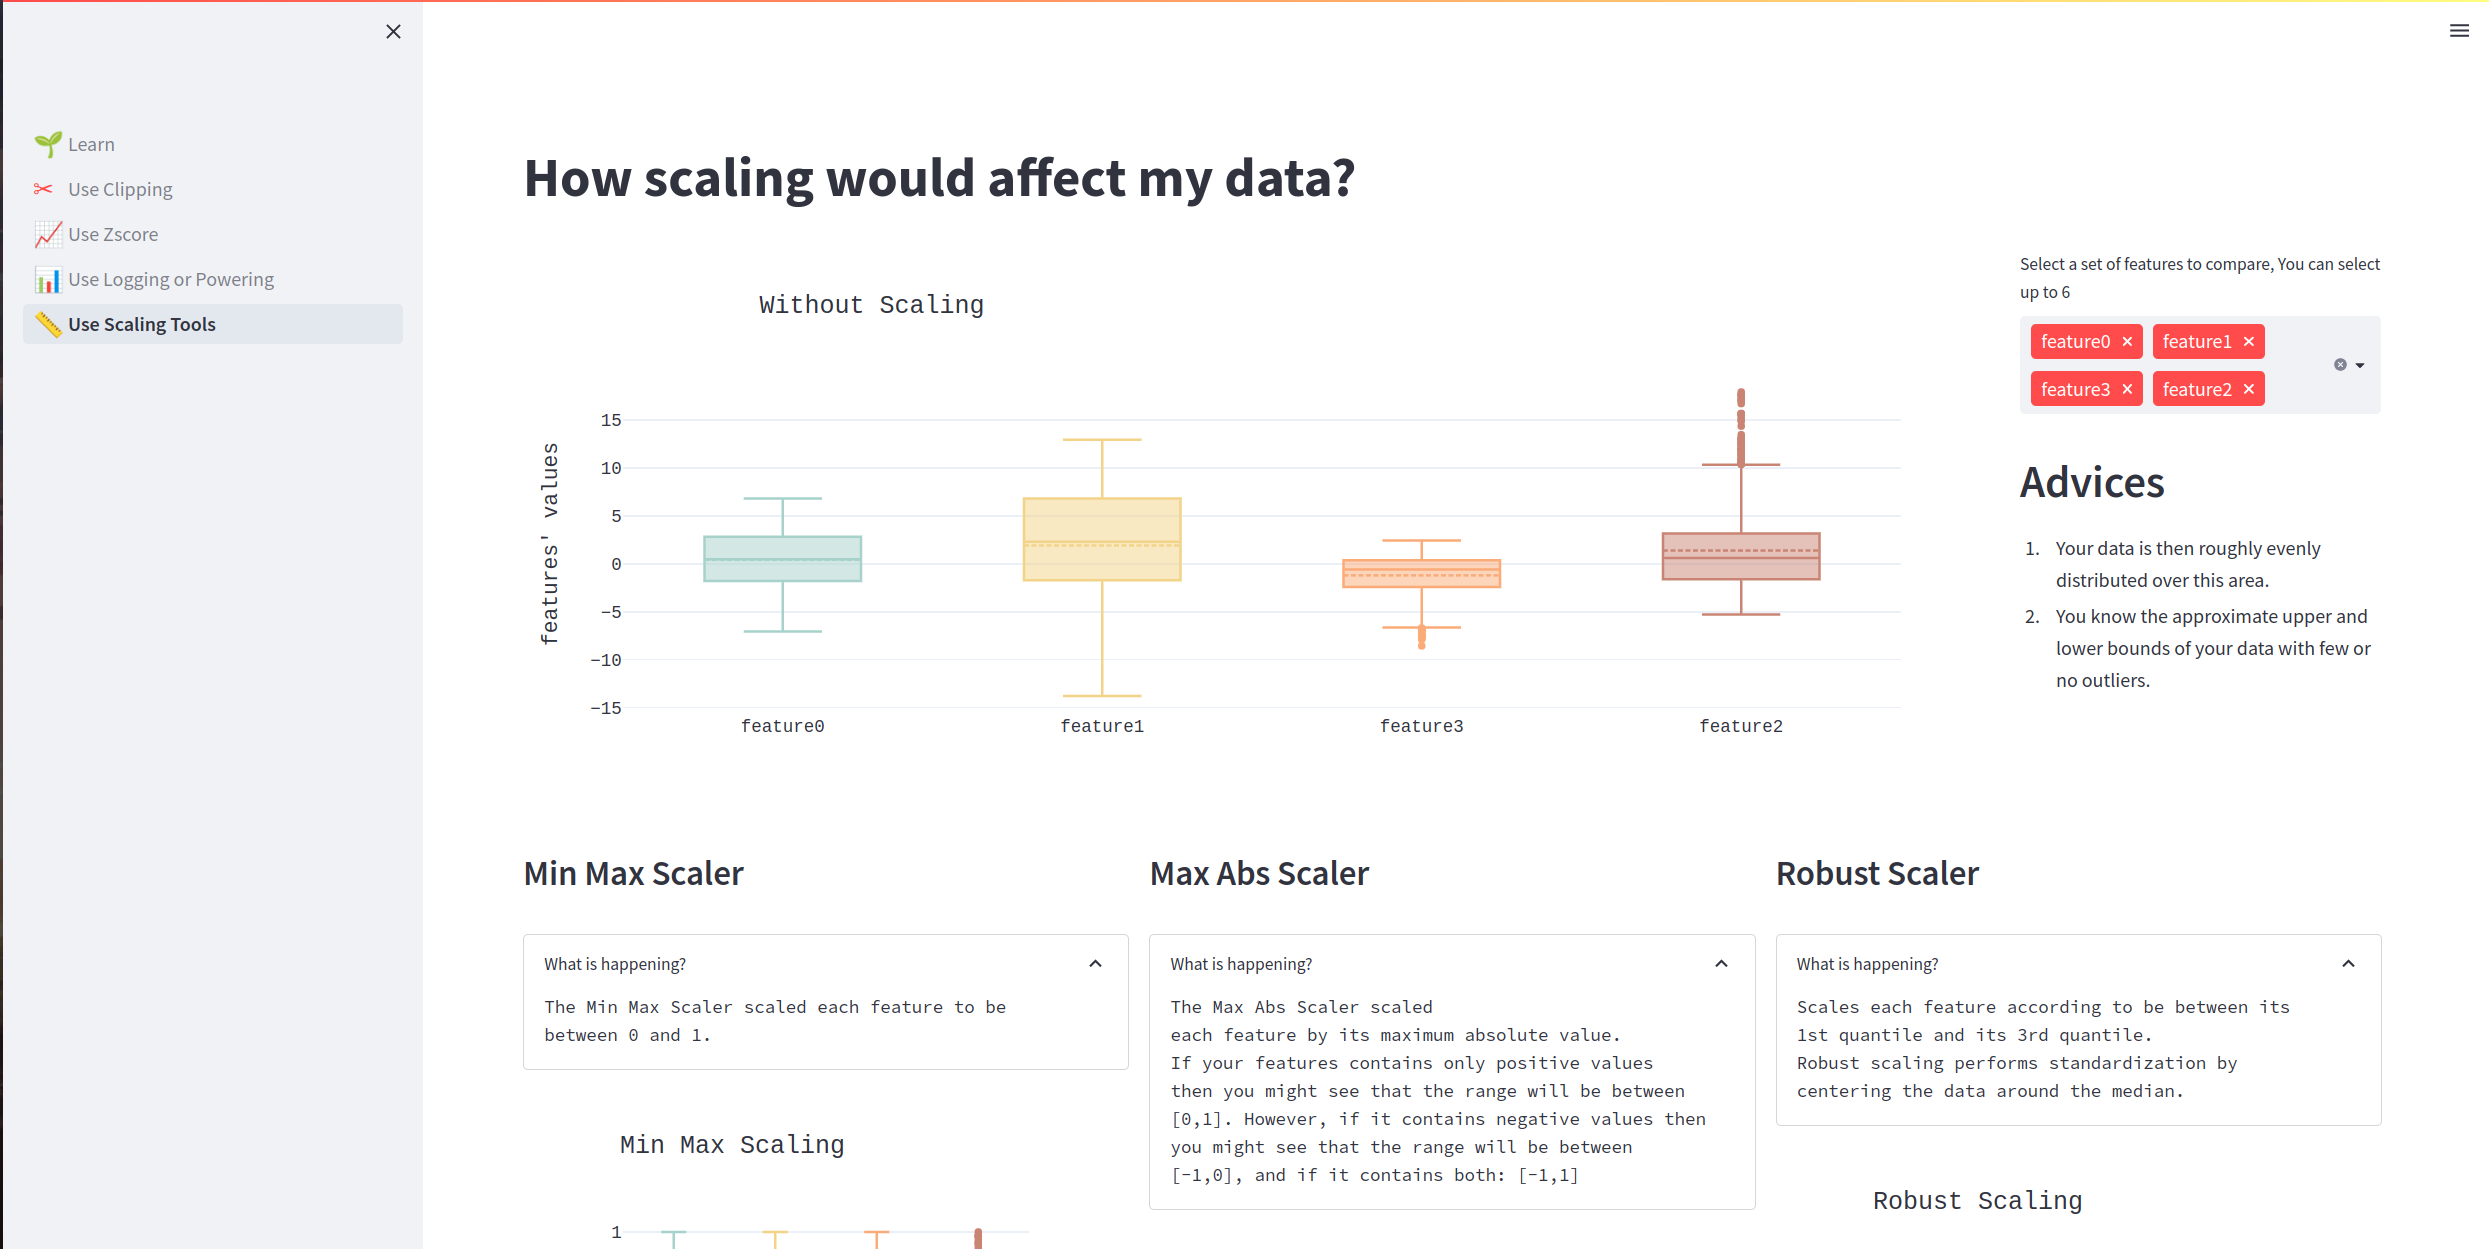 Learn
Use Clipping
Use Zscore
Use Logging or Powering
Use Scaling Tools
How scaling would affect my data?
Without Scaling
features' values
15
10
5
0
−5
−10
−15
feature0 feature1 feature3 feature2
Select a set of features to compare, You can select
up to 6
feature0 × feature1 ×
feature3 × feature2 ×
Advices
1. Your data is then roughly evenly
distributed over this area.
2. You know the approximate upper and
lower bounds of your data with few or
no outliers.
Min Max Scaler
What is happening?
The Min Max Scaler scaled each feature to be
between 0 and 1.
Min Max Scaling
1
Max Abs Scaler
What is happening?
The Max Abs Scaler scaled
each feature by its maximum absolute value.
If your features contains only positive values
then you might see that the range will be between
[0,1]. However, if it contains negative values then
you might see that the range will be between
[-1,0], and if it contains both: [-1,1]
Robust Scaler
What is happening?
Scales each feature according to be between its
1st quantile and its 3rd quantile.
Robust scaling performs standardization by
centering the data around the median.
Robust Scaling